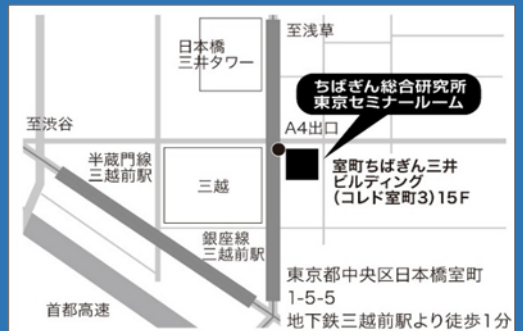 至浅草
日本橋
三井タワー
ちばぎん総合研究所
東京セミナールーム
至渋谷
A4出口
半蔵門線
三越前駅
三越
室町ちばぎん三井
ビルディング
(コレド室町3)15F
銀座線
三越前駅
首都高速
東京都中央区日本橋室町
1-5-5
地下鉄三越前駅より徒歩1分